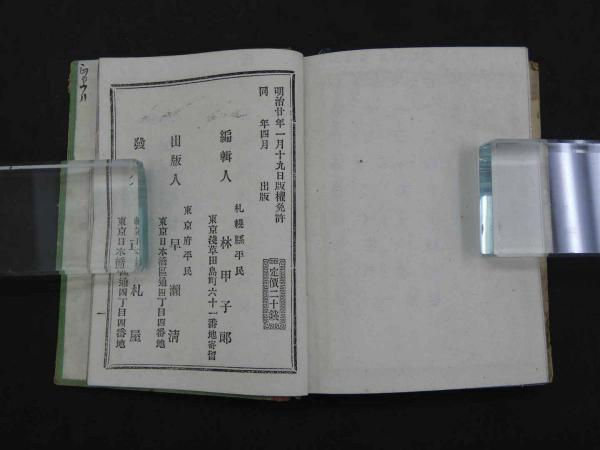 明治廿年一月十九日版權免許
同 年四月 出版
定價二十錢
札幌縣平民
編輯人 林甲子郎
東京淺草田島町六十一番地寄留
東京府平民
出版人 早瀬清
東京日本橋區通四丁目四番地
發 札屋
東京日本橋 通四丁目四番地